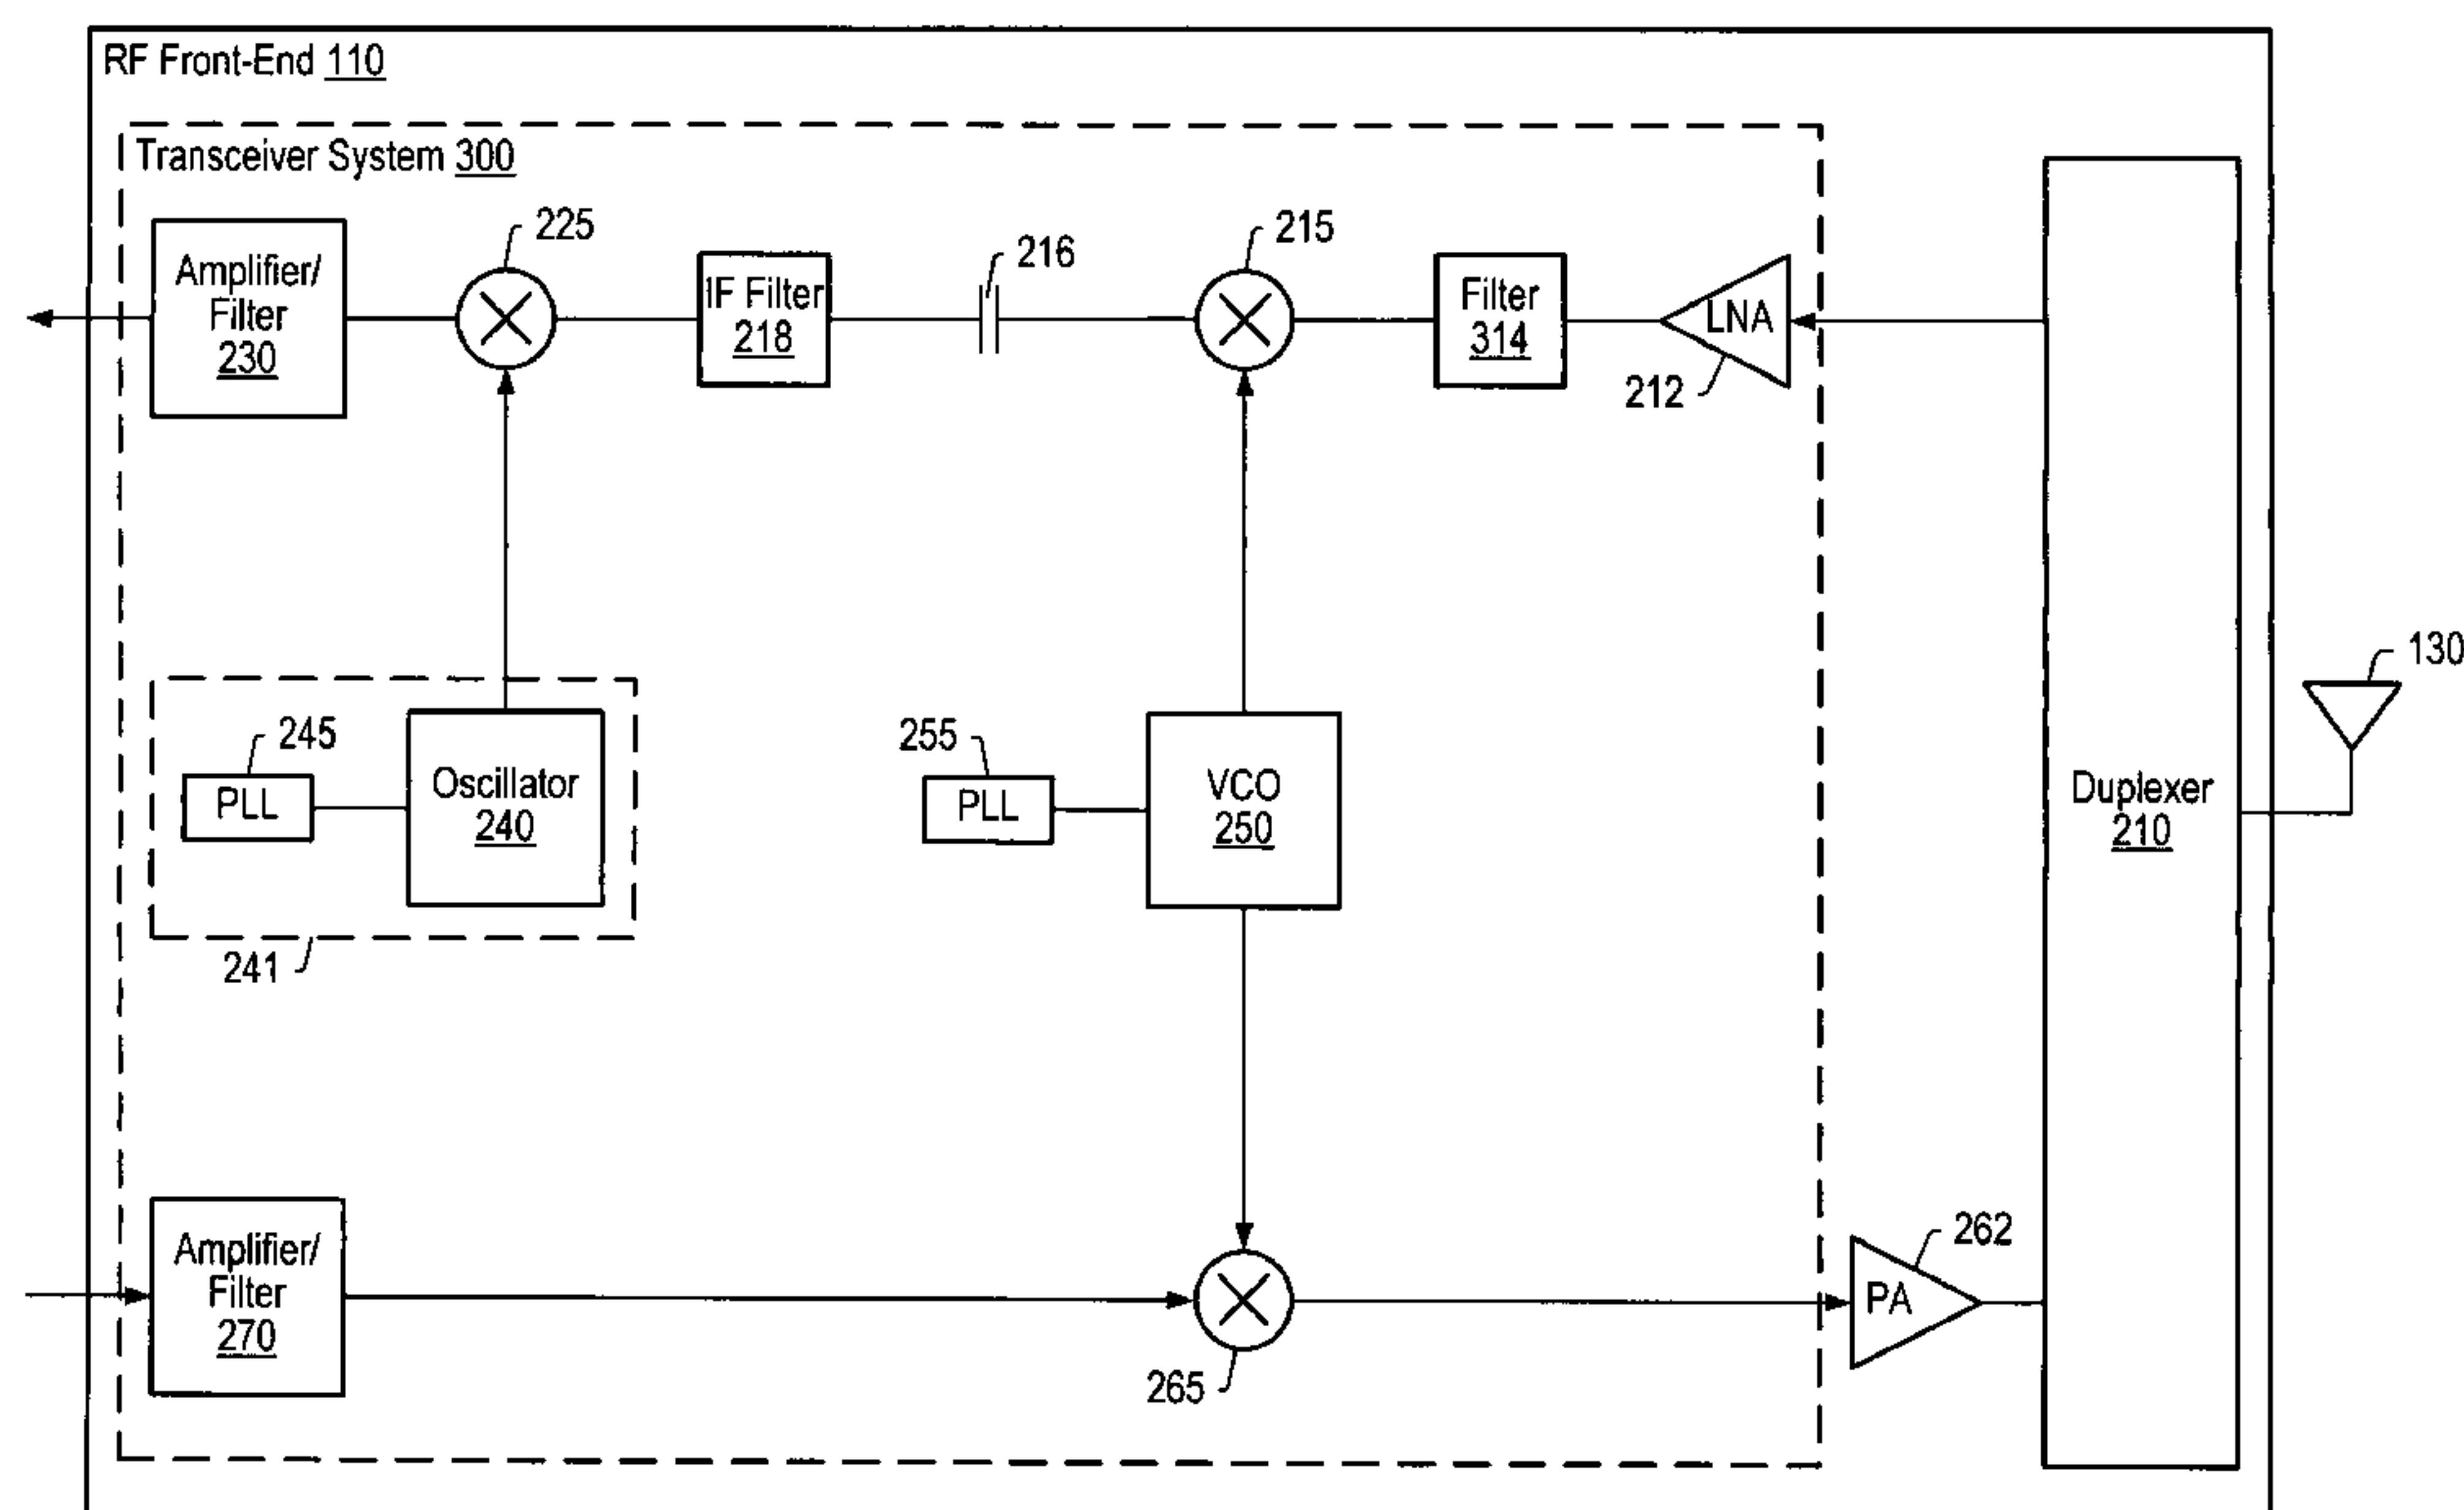 RF Front-End 110
Transceiver System 300
225
216
215
Amplifier/
Filter
230
IF Filter
218
Filter
314
LNA
212
130
245
PLL
Oscillator
240
255
PLL
VCO
250
Duplexer
210
241
Amplifier/
Filter
270
265
262
PA